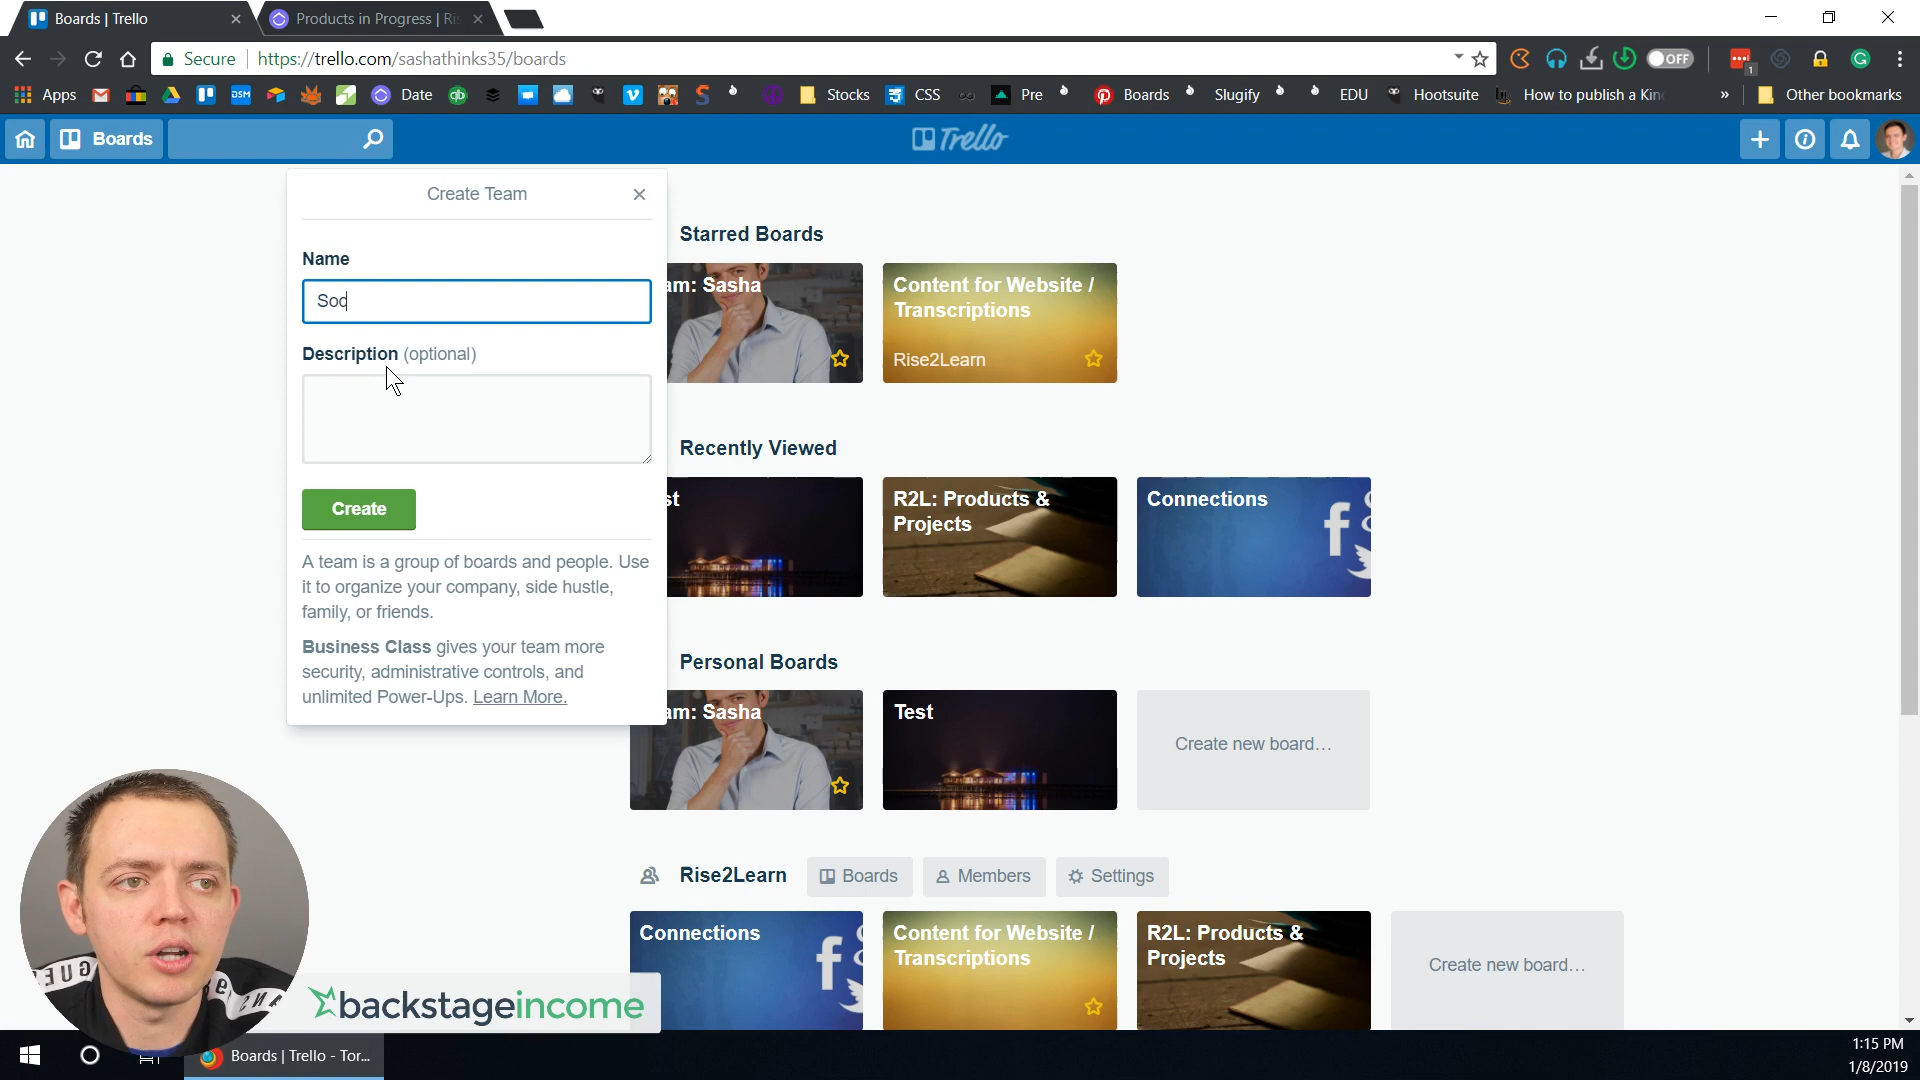 Boards | Trello
Products in Progress | Ris
Secure
https://trello.com/sashathinks35/boards
OFF
1
Apps
DSM
Date
Stocks
CSS
Pre
Boards
Slugify
EDU
Hootsuite
How to publish a Kin
»
Other bookmarks
Boards
Trello
Create Team
Name
Soc
Description (optional)
Create
A team is a group of boards and people. Use
it to organize your company, side hustle,
family, or friends.
Business Class gives your team more
security, administrative controls, and
unlimited Power-Ups. Learn More.
Starred Boards
am: Sasha
Content for Website /
Transcriptions
Rise2Learn
Recently Viewed
st
R2L: Products &
Projects
Connections
Personal Boards
am: Sasha
Test
Create new board…
Rise2Learn
Boards
Members
Settings
Connections
Content for Website /
Transcriptions
R2L: Products &
Projects
Create new board…
backstageincome
Boards | Trello - Tor...
1:15 PM
1/8/2019